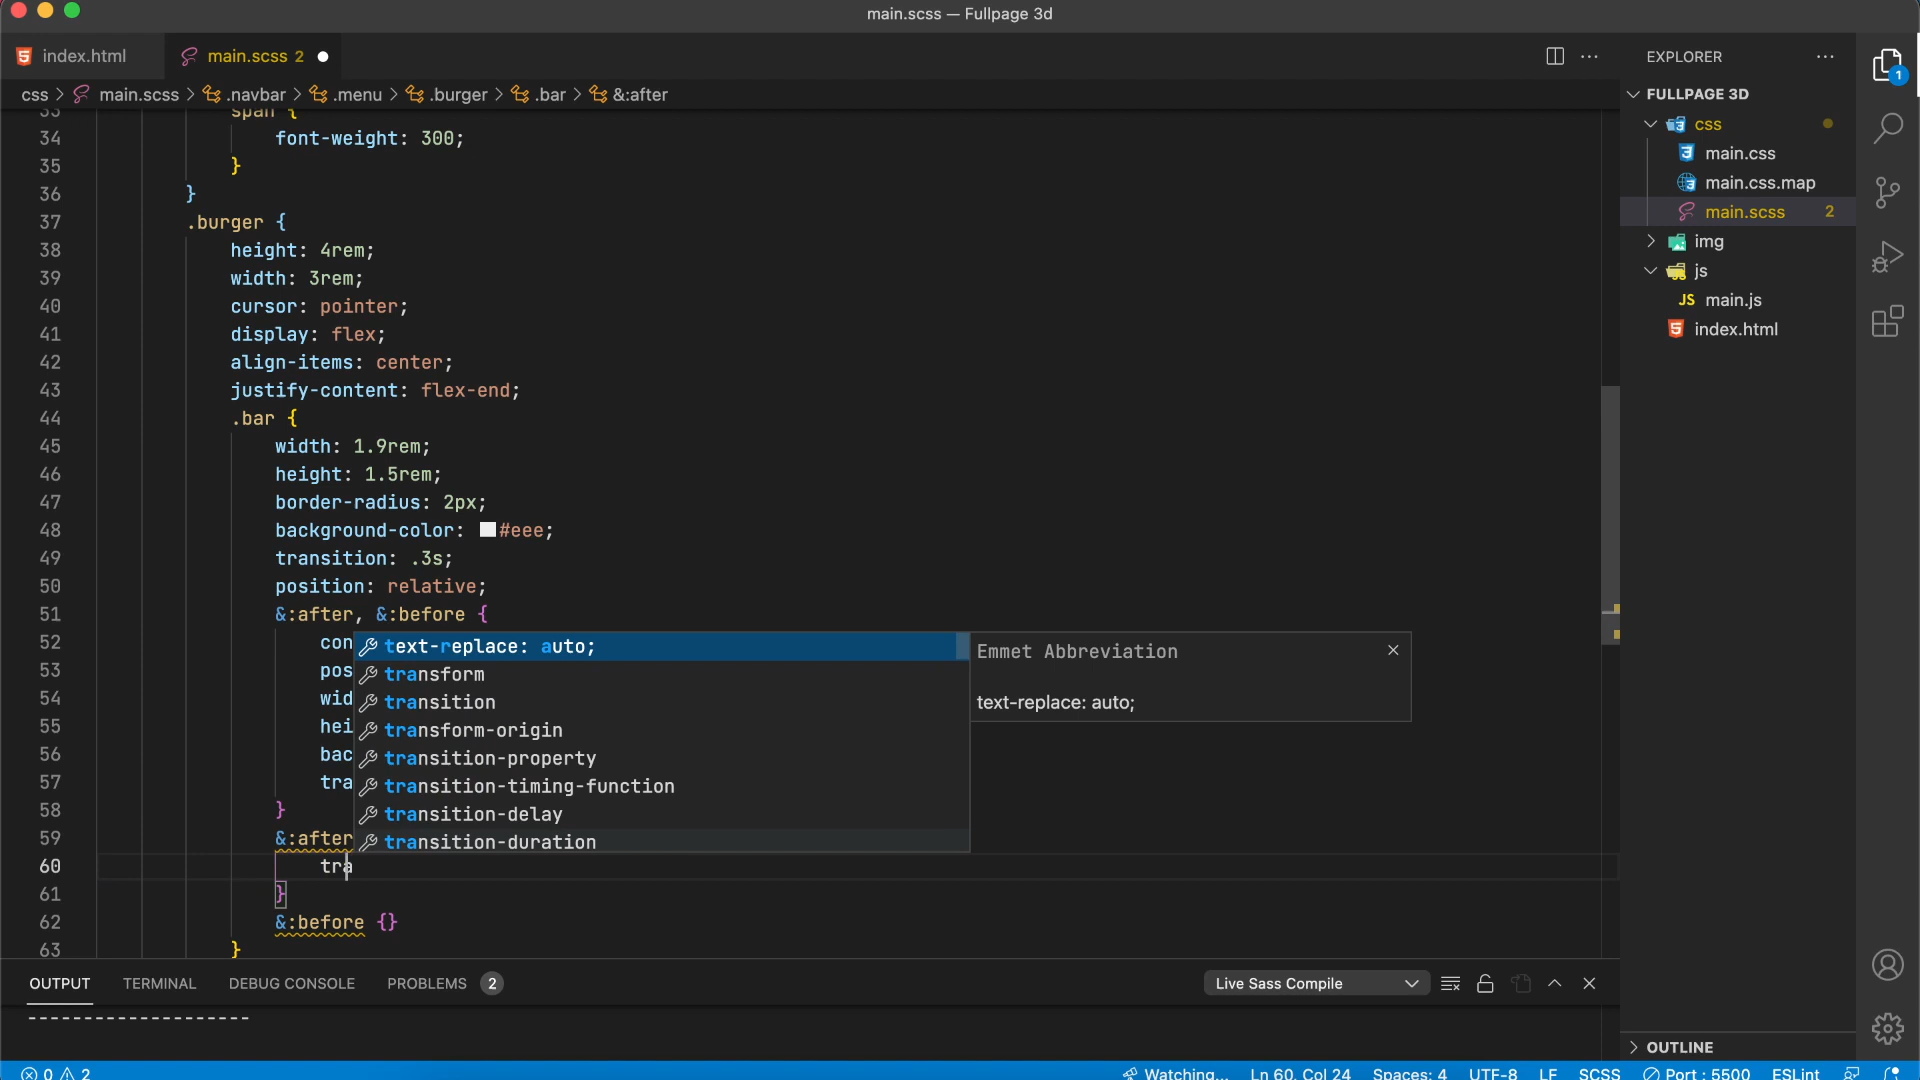 main.scss — Fullpage 3d
index.html
main.scss 2
EXPLORER
1
css > main.scss > .navbar > .menu > .burger > .bar > &:after
FULLPAGE 3D
css
main.css
main.css.map
main.scss 2
img
js
JS main.js
index.html
33 span {
34 font-weight: 300;
35 }
36 }
37 .burger {
38 height: 4rem;
39 width: 3rem;
40 cursor: pointer;
41 display: flex;
42 align-items: center;
43 justify-content: flex-end;
44 .bar {
45 width: 1.9rem;
46 height: 1.5rem;
47 border-radius: 2px;
48 background-color: #eee;
49 transition: .3s;
50 position: relative;
51 &:after, &:before {
52 con
53 pos
54 wid
55 hei
56 bac
57 tra
58 }
59 &:after
60 tra
61 }
62 &:before {}
63 }
text-replace: auto;
transform
transition
transform-origin
transition-property
transition-timing-function
transition-delay
transition-duration
Emmet Abbreviation
text-replace: auto;
OUTPUT TERMINAL DEBUG CONSOLE PROBLEMS 2
Live Sass Compile
--------------------
OUTLINE
0 2 Watching... Ln 60, Col 24 Spaces: 4 UTF-8 LF SCSS Port : 5500 ESLint